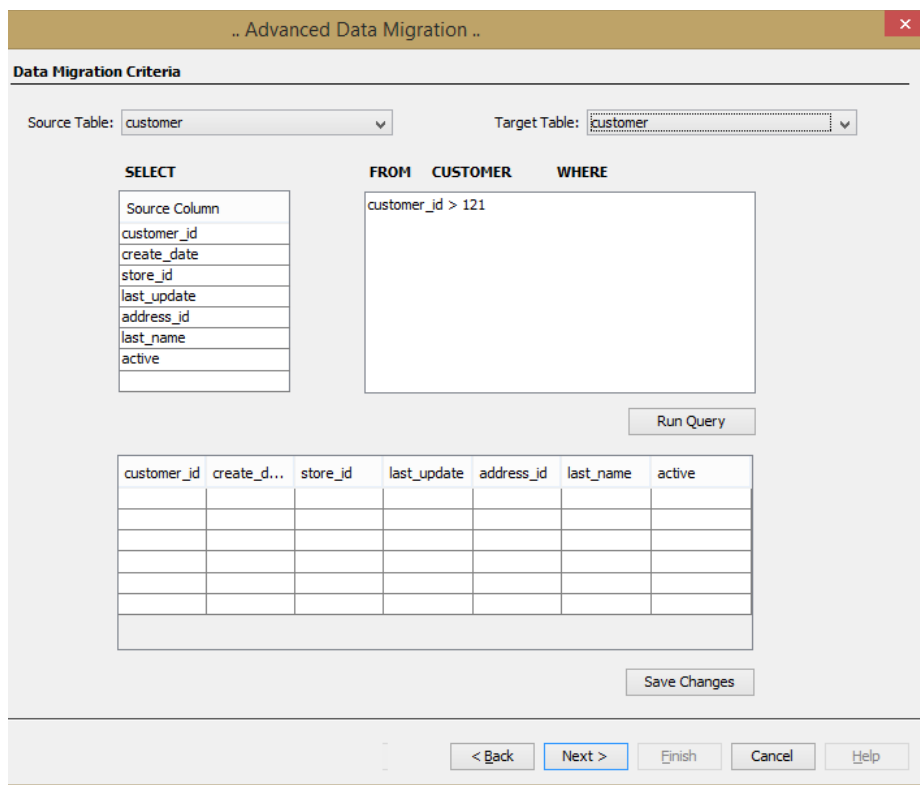 .. Advanced Data Migration ..
Data Migration Criteria
Source Table: customer Target Table: customer
SELECT FROM CUSTOMER WHERE
Source Column
customer_id > 121
customer_id
create_date
store_id
last_update
address_id
last_name
active
Run Query
customer_id create_d... store_id last_update address_id last_name active
Save Changes
< Back Next > Finish Cancel Help